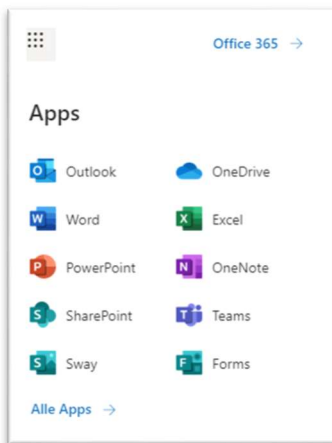 Office 365 →
Apps
Outlook OneDrive
Word Excel
PowerPoint OneNote
SharePoint Teams
Sway Forms
Alle Apps →